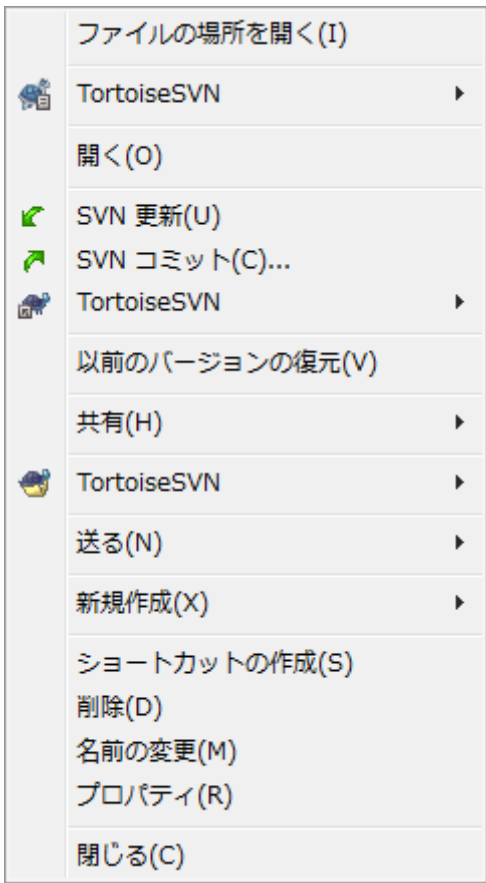 ファイルの場所を開く(I)
TortoiseSVN
開く(O)
SVN 更新(U)
SVN コミット(C)...
TortoiseSVN
以前のバージョンの復元(V)
共有(H)
TortoiseSVN
送る(N)
新規作成(X)
ショートカットの作成(S)
削除(D)
名前の変更(M)
プロパティ(R)
閉じる(C)